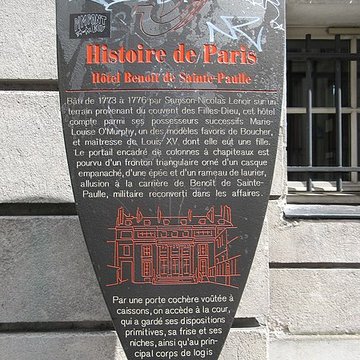 Histoire de Paris
Hôtel Benoît de Sainte-Paulle
Bâti de 1773 à 1776 par Samson-Nicolas Lenoir sur un
terrain provenant du couvent des Filles-Dieu, cet hôtel
compte parmi ses possesseurs successifs Marie-
Louise O'Murphy, un des modèles favoris de Boucher,
et maîtresse de Louis XV dont elle eût une fille.
Le portail encadré de colonnes à chapiteaux est
pourvu d'un fronton triangulaire orné d'un casque
empanaché, d'une épée et d'un rameau de laurier,
allusion à la carrière de Benoît de Sainte-
Paulle, militaire reconverti dans les affaires.
Par une porte cochère voûtée à
caissons, on accède à la cour,
qui a gardé ses dispositions
primitives, sa frise et ses
niches, ainsi qu'au prin-
cipal corps de logis